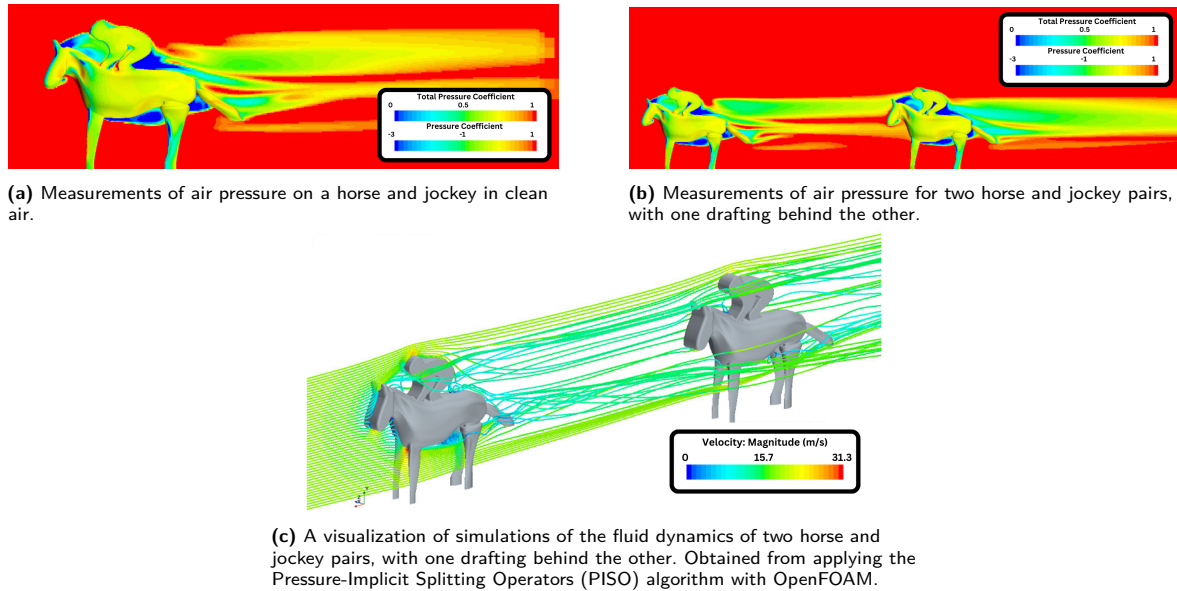 Total Pressure Coefficient
0 0.5 1
Pressure Coefficient
-3 -1 1
Total Pressure Coefficient
0 0.5 1
Pressure Coefficient
-3 -1 1
(a) Measurements of air pressure on a horse and jockey in clean
air.
(b) Measurements of air pressure for two horse and jockey pairs,
with one drafting behind the other.
Velocity: Magnitude (m/s)
0 15.7 31.3
(c) A visualization of simulations of the fluid dynamics of two horse and
jockey pairs, with one drafting behind the other. Obtained from applying the
Pressure-Implicit Splitting Operators (PISO) algorithm with OpenFOAM.